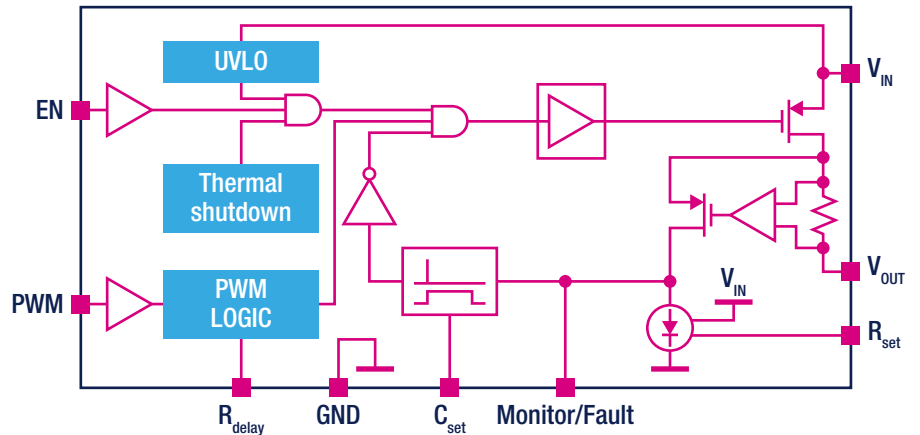 UVLO
V_IN
EN
Thermal
shutdown
V_OUT
V_IN
PWM
PWM
LOGIC
R_set
R_delay
GND
C_set
Monitor/Fault